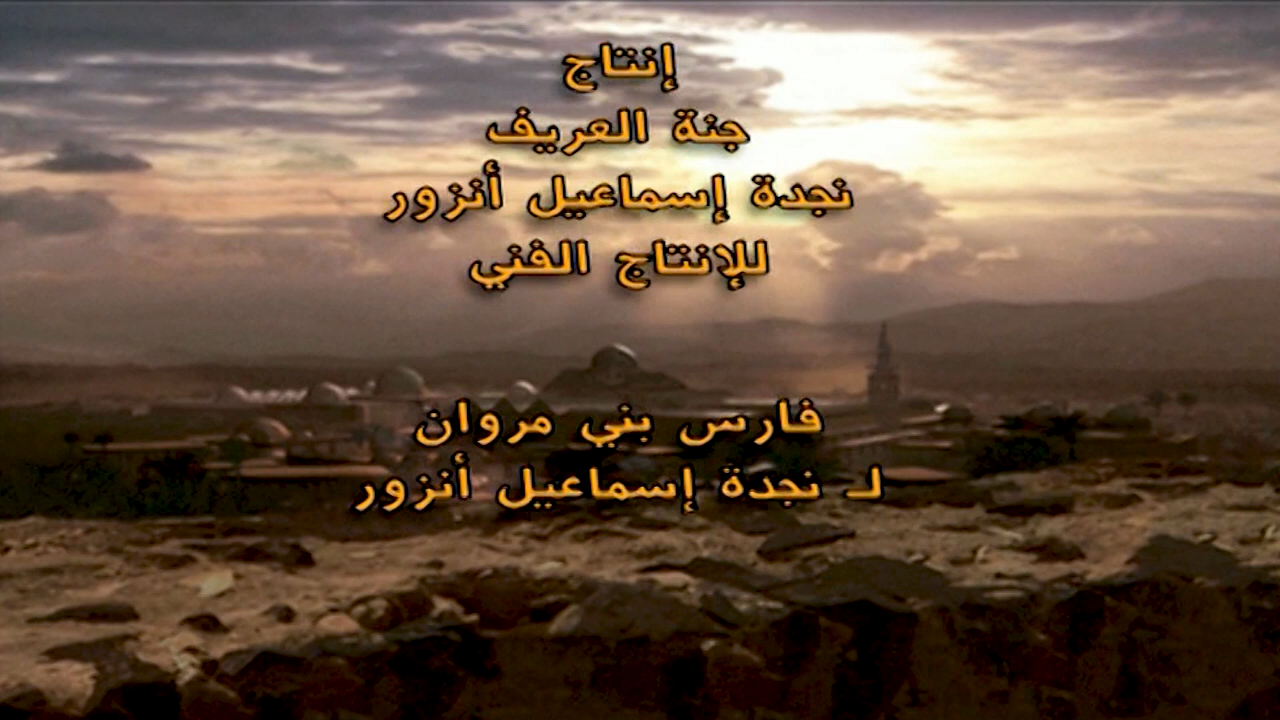 إنتاج
جنة العريف
نجدة إسماعيل أنزور
للإنتاج الفني
فارس بني مروان
لـ نجدة إسماعيل أنزور